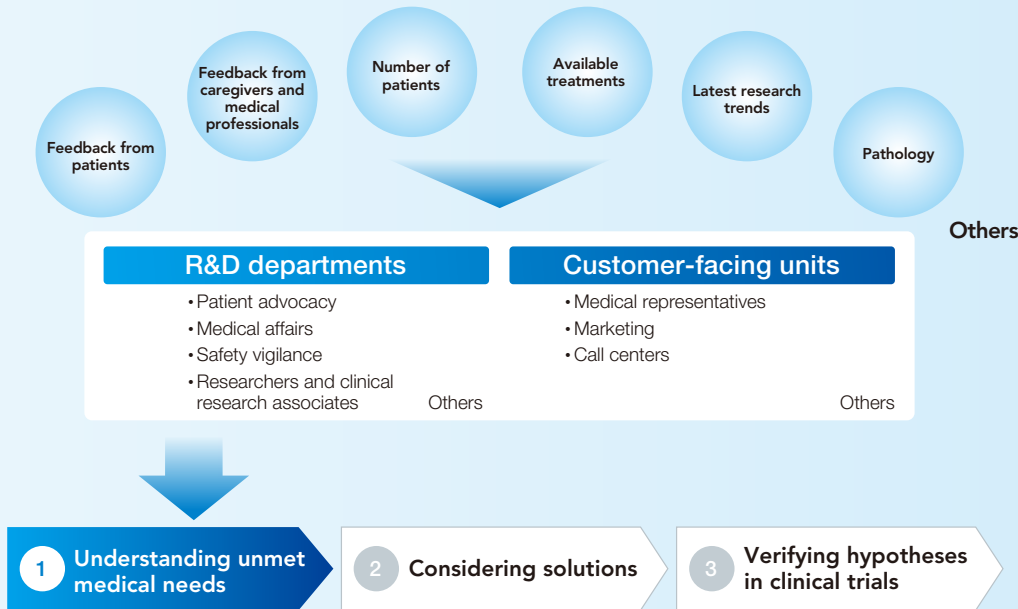 Feedback from
patients
Feedback from
caregivers and
medical
professionals
Number of
patients
Available
treatments
Latest research
trends
Pathology
Others
R&D departments
•Patient advocacy
•Medical affairs
•Safety vigilance
•Researchers and clinical
research associates
Others
Customer-facing units
•Medical representatives
•Marketing
•Call centers
Others
1 Understanding unmet
medical needs
2 Considering solutions
3 Verifying hypotheses
in clinical trials